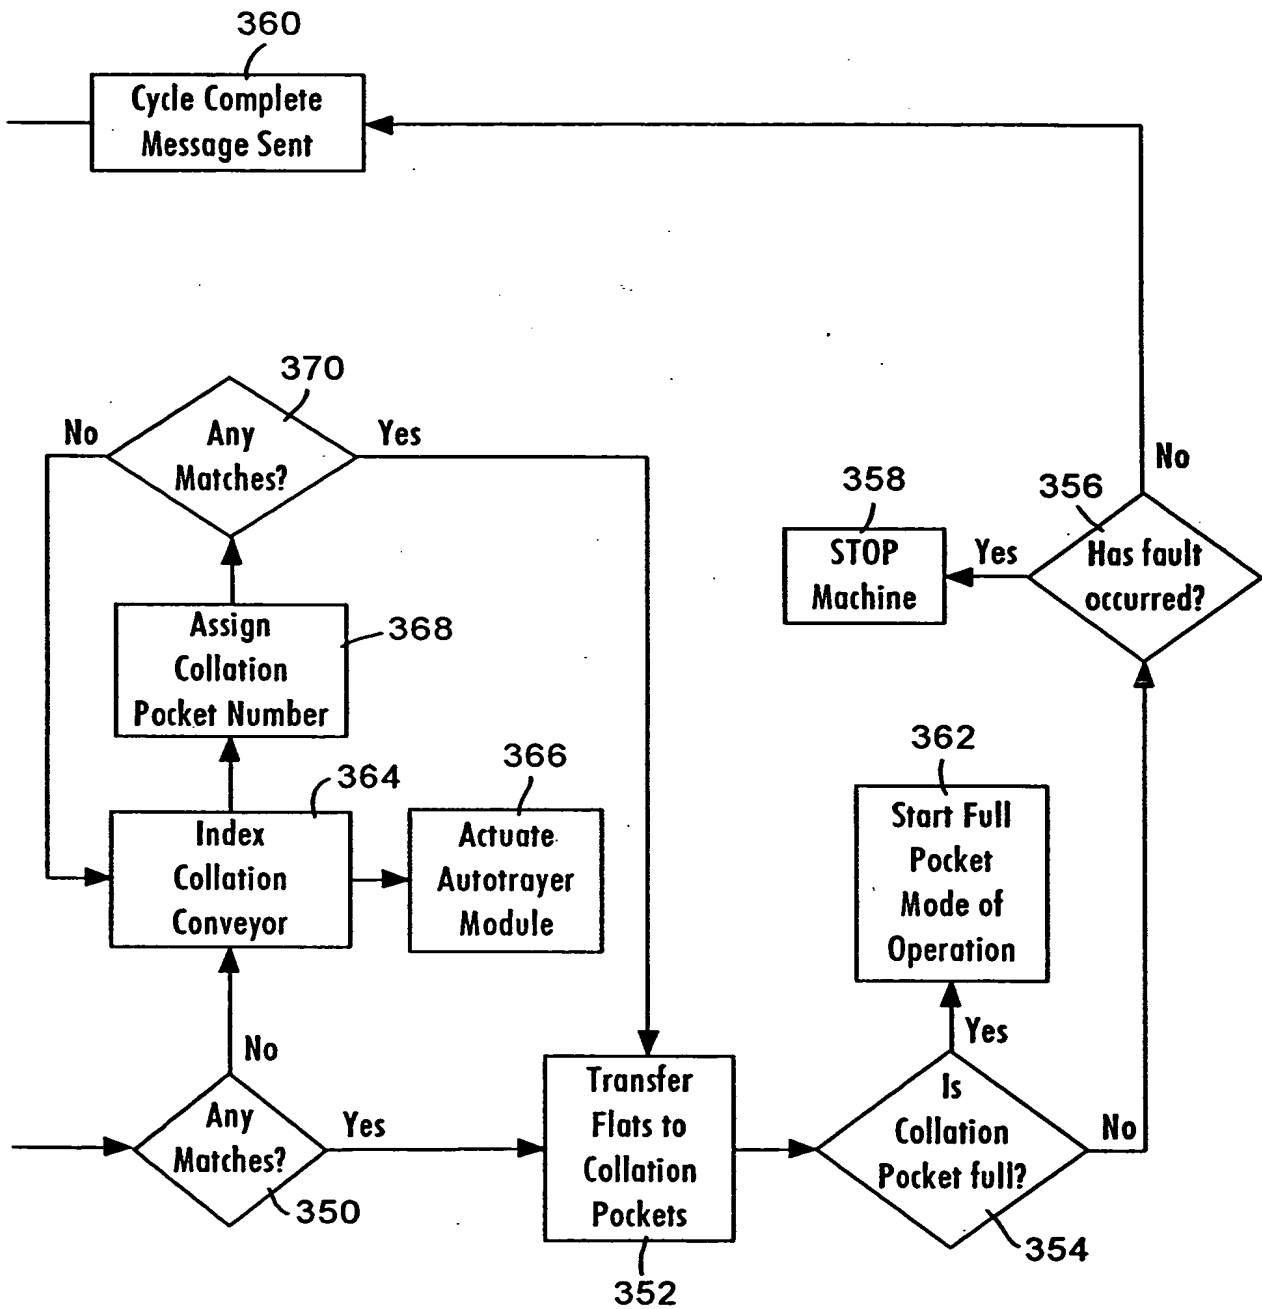 360
Cycle Complete
Message Sent
370
No
Any
Matches?
Yes
No
358
356
STOP
Machine
Yes
Has fault
occurred?
Assign
Collation
Pocket Number
368
362
364
366
Index
Collation
Conveyor
Actuate
Autotrayer
Module
Start Full
Pocket
Mode of
Operation
No
Yes
Any
Matches?
Yes
350
Transfer
Flats to
Collation
Pockets
352
Is
Collation
Pocket full?
No
354